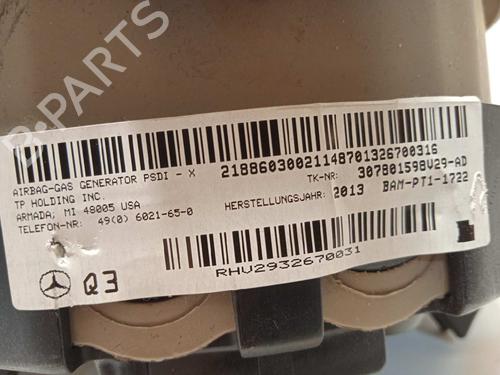 AIRBAG-GAS GENERATOR PSDI - X
TP HOLDING INC.
ARMADA, MI 48005 USA
TELEFON-NR: 49(0) 6021-65-0
21886030021148701326700316
TK-NR: 307801598V29-AD
HERSTELLUNGSJAHR: 2013 BAM-PT1-1722
Q3
RHV2932670031
B-PARTS